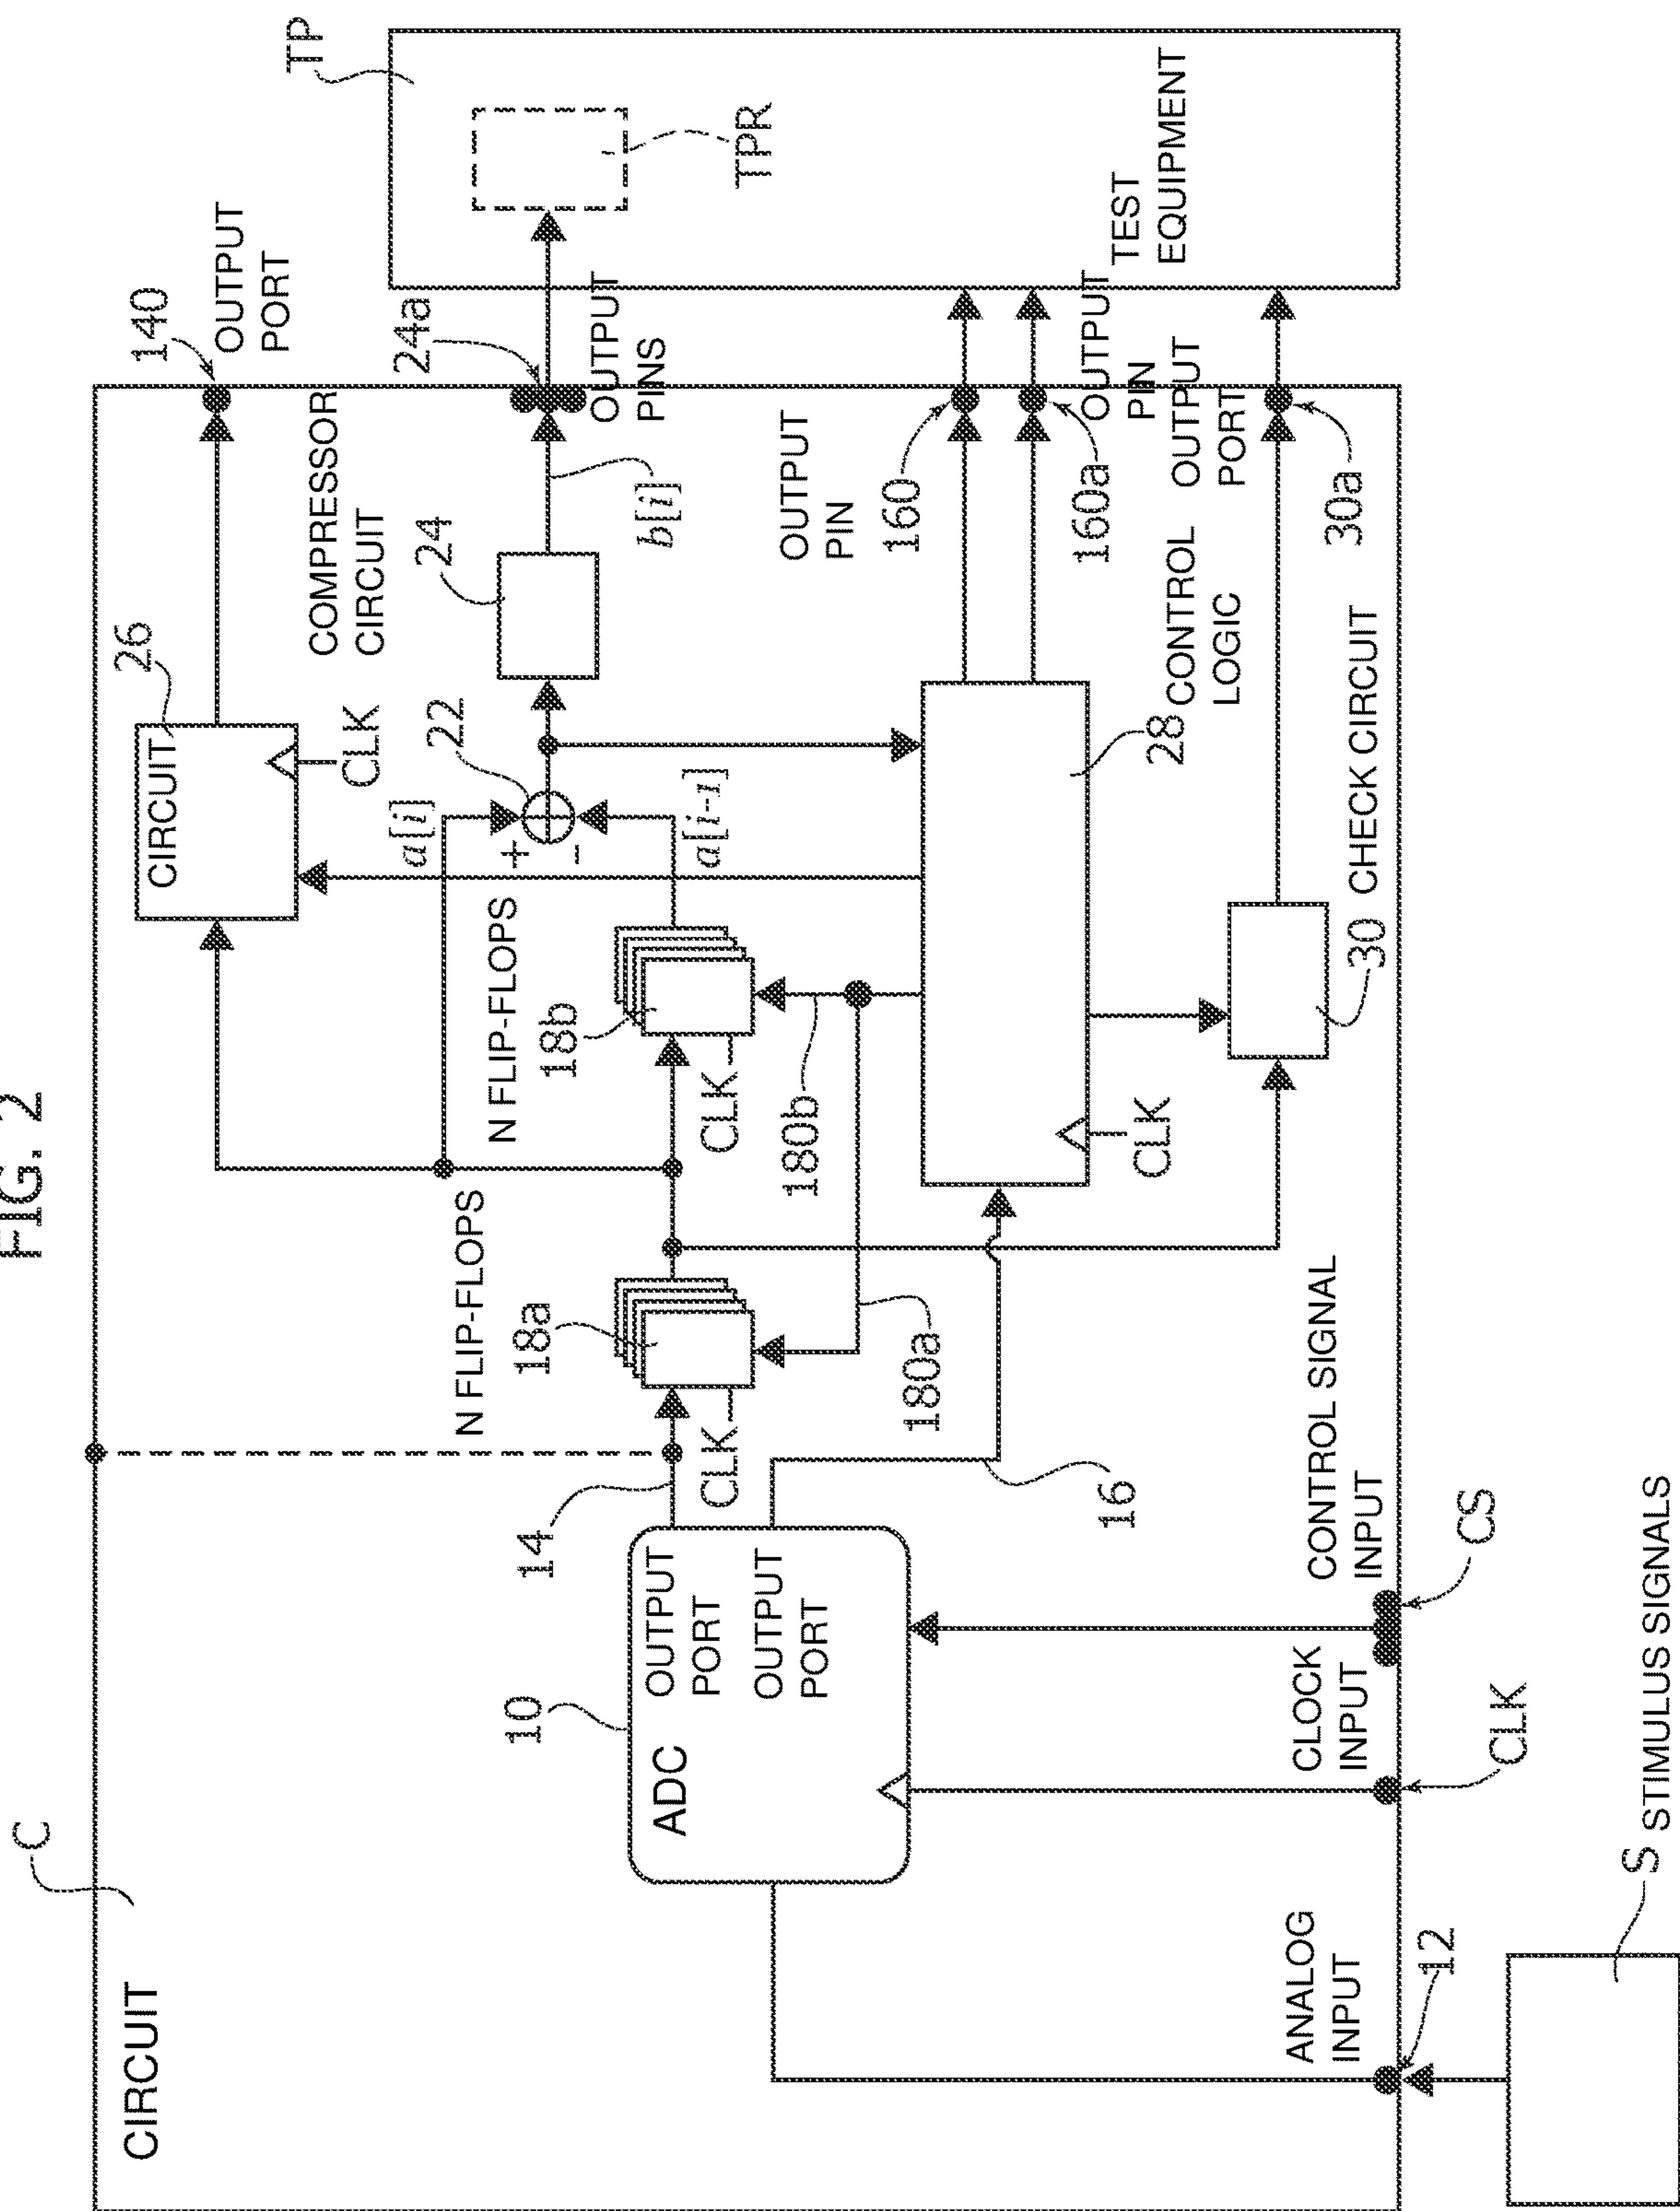 FIG. 2
C
CIRCUIT
10
ADC
OUTPUT
PORT
OUTPUT
PORT
14
16
N FLIP-FLOPS
18a
CLK
180a
N FLIP-FLOPS
18b
CLK
180b
26
CIRCUIT
CLK
a[i]
+
-
a[i-1]
22
COMPRESSOR
CIRCUIT
24
b[i]
140
OUTPUT
PORT
24a
OUTPUT
PINS
TP
TPR
TEST
EQUIPMENT
OUTPUT
PIN
160
160a
OUTPUT
PIN
OUTPUT
PORT
30a
28
CONTROL
LOGIC
CLK
30
CHECK CIRCUIT
ANALOG
INPUT
12
CLOCK
INPUT
CLK
CONTROL SIGNAL
INPUT
CS
S
STIMULUS SIGNALS